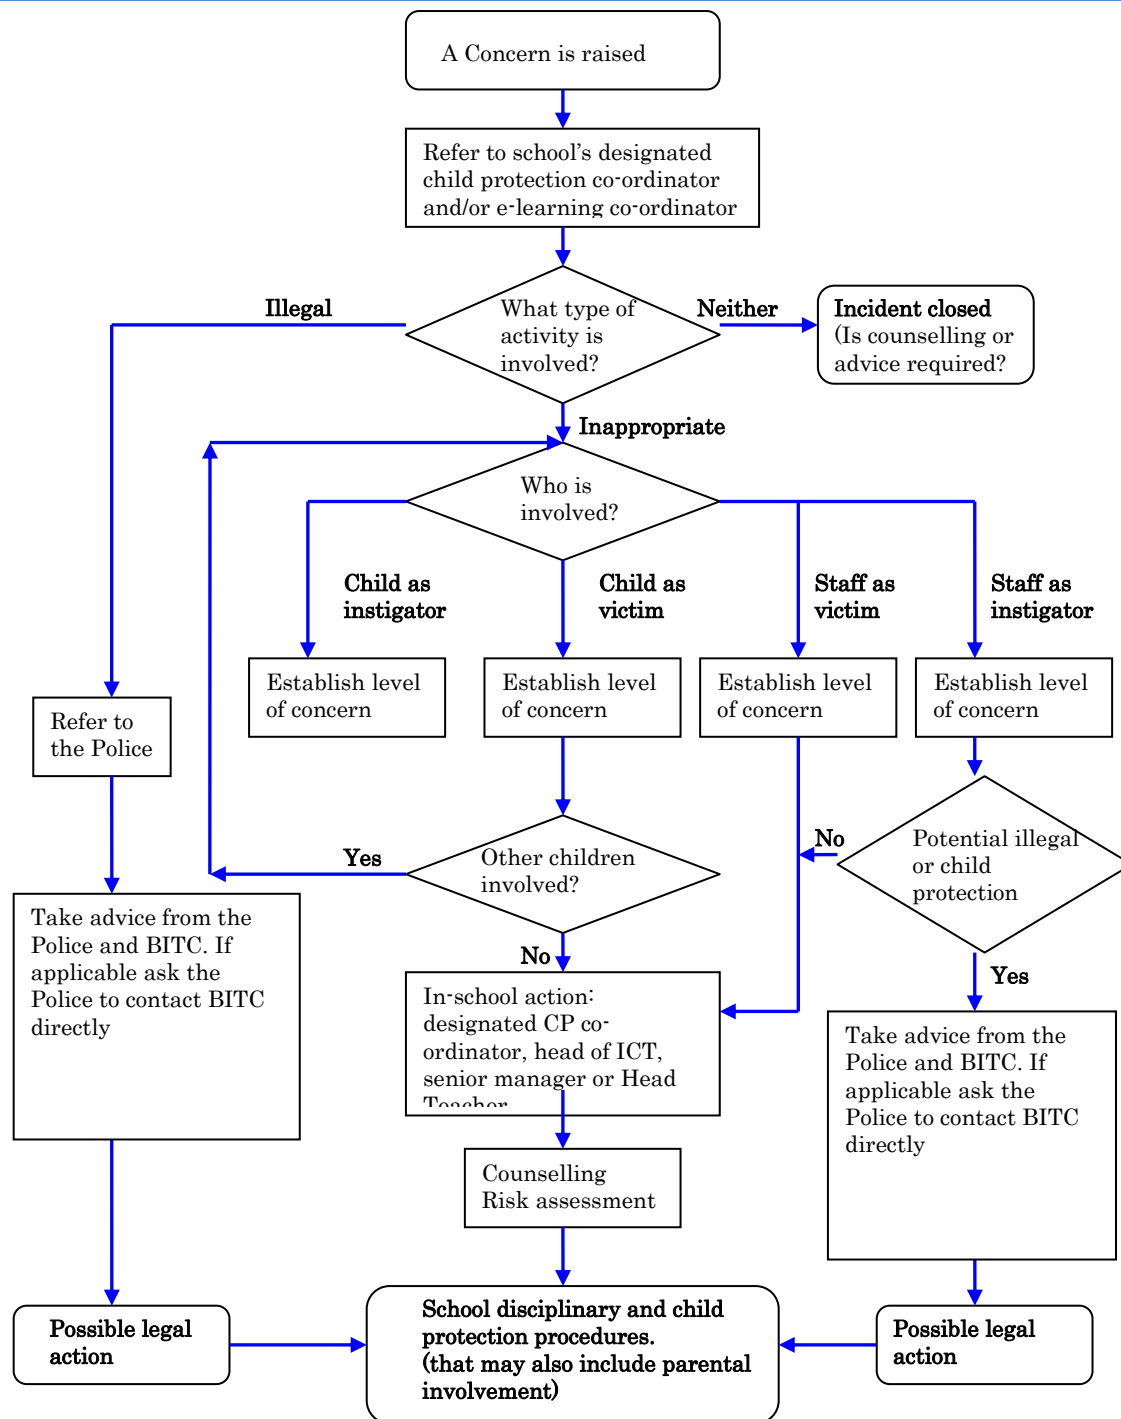 A Concern is raised
Refer to school's designated
child protection co-ordinator
and/or e-learning co-ordinator
Illegal
What type of
activity is
involved?
Neither
Incident closed
(Is counselling or
advice required?
Inappropriate
Who is
involved?
Child as
instigator
Child as
victim
Staff as
victim
Staff as
instigator
Establish level
of concern
Establish level
of concern
Establish level
of concern
Establish level
of concern
Refer to
the Police
Yes
Other children
involved?
No
Potential illegal
or child
protection
No
Yes
Take advice from the
Police and BITC. If
applicable ask the
Police to contact BITC
directly
In-school action:
designated CP co-
ordinator, head of ICT,
senior manager or Head
Teacher
Take advice from the
Police and BITC. If
applicable ask the
Police to contact BITC
directly
Counselling
Risk assessment
Possible legal
action
School disciplinary and child
protection procedures.
(that may also include parental
involvement)
Possible legal
action